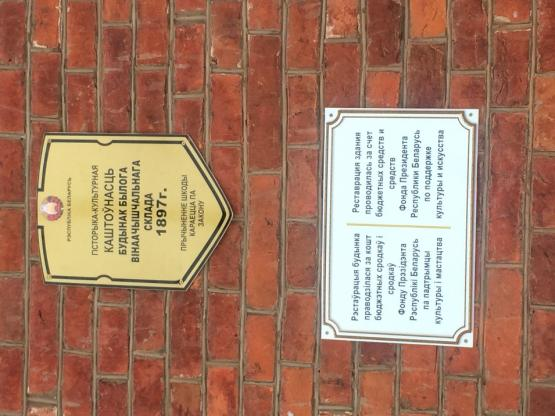 РЭСПУБЛІКА БЕЛАРУСЬ
ГІСТОРЫКА-КУЛЬТУРНАЯ
КАШТОЎНАСЦЬ
БУДЫНАК БЫЛОГА
ВІНААЧЫШЧАЛЬНАГА
СКЛАДА
1897г.
ПРЫЧЫНЕННЕ ШКОДЫ
КАРАЕЦЦА ПА
ЗАКОНУ
Рэстаўрацыя будынка
праводзілася за кошт
бюджэтных сродкаў і
сродкаў
Фонду Прэзідэнта
Рэспублікі Беларусь
па падтрымцы
культуры і мастацтва
Реставрация здания
проводилась за счет
бюджетных средств и
средств
Фонда Президента
Республики Беларусь
по поддержке
культуры и искусства